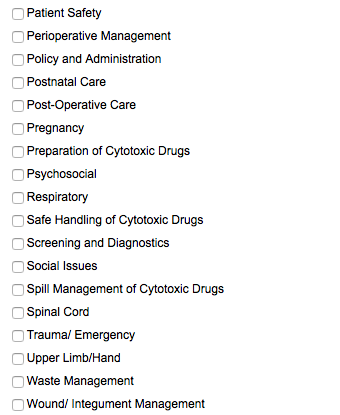 Patient Safety
Perioperative Management
Policy and Administration
Postnatal Care
Post-Operative Care
Pregnancy
Preparation of Cytotoxic Drugs
Psychosocial
Respiratory
Safe Handling of Cytotoxic Drugs
Screening and Diagnostics
Social Issues
Spill Management of Cytotoxic Drugs
Spinal Cord
Trauma/ Emergency
Upper Limb/Hand
Waste Management
Wound/ Integument Management